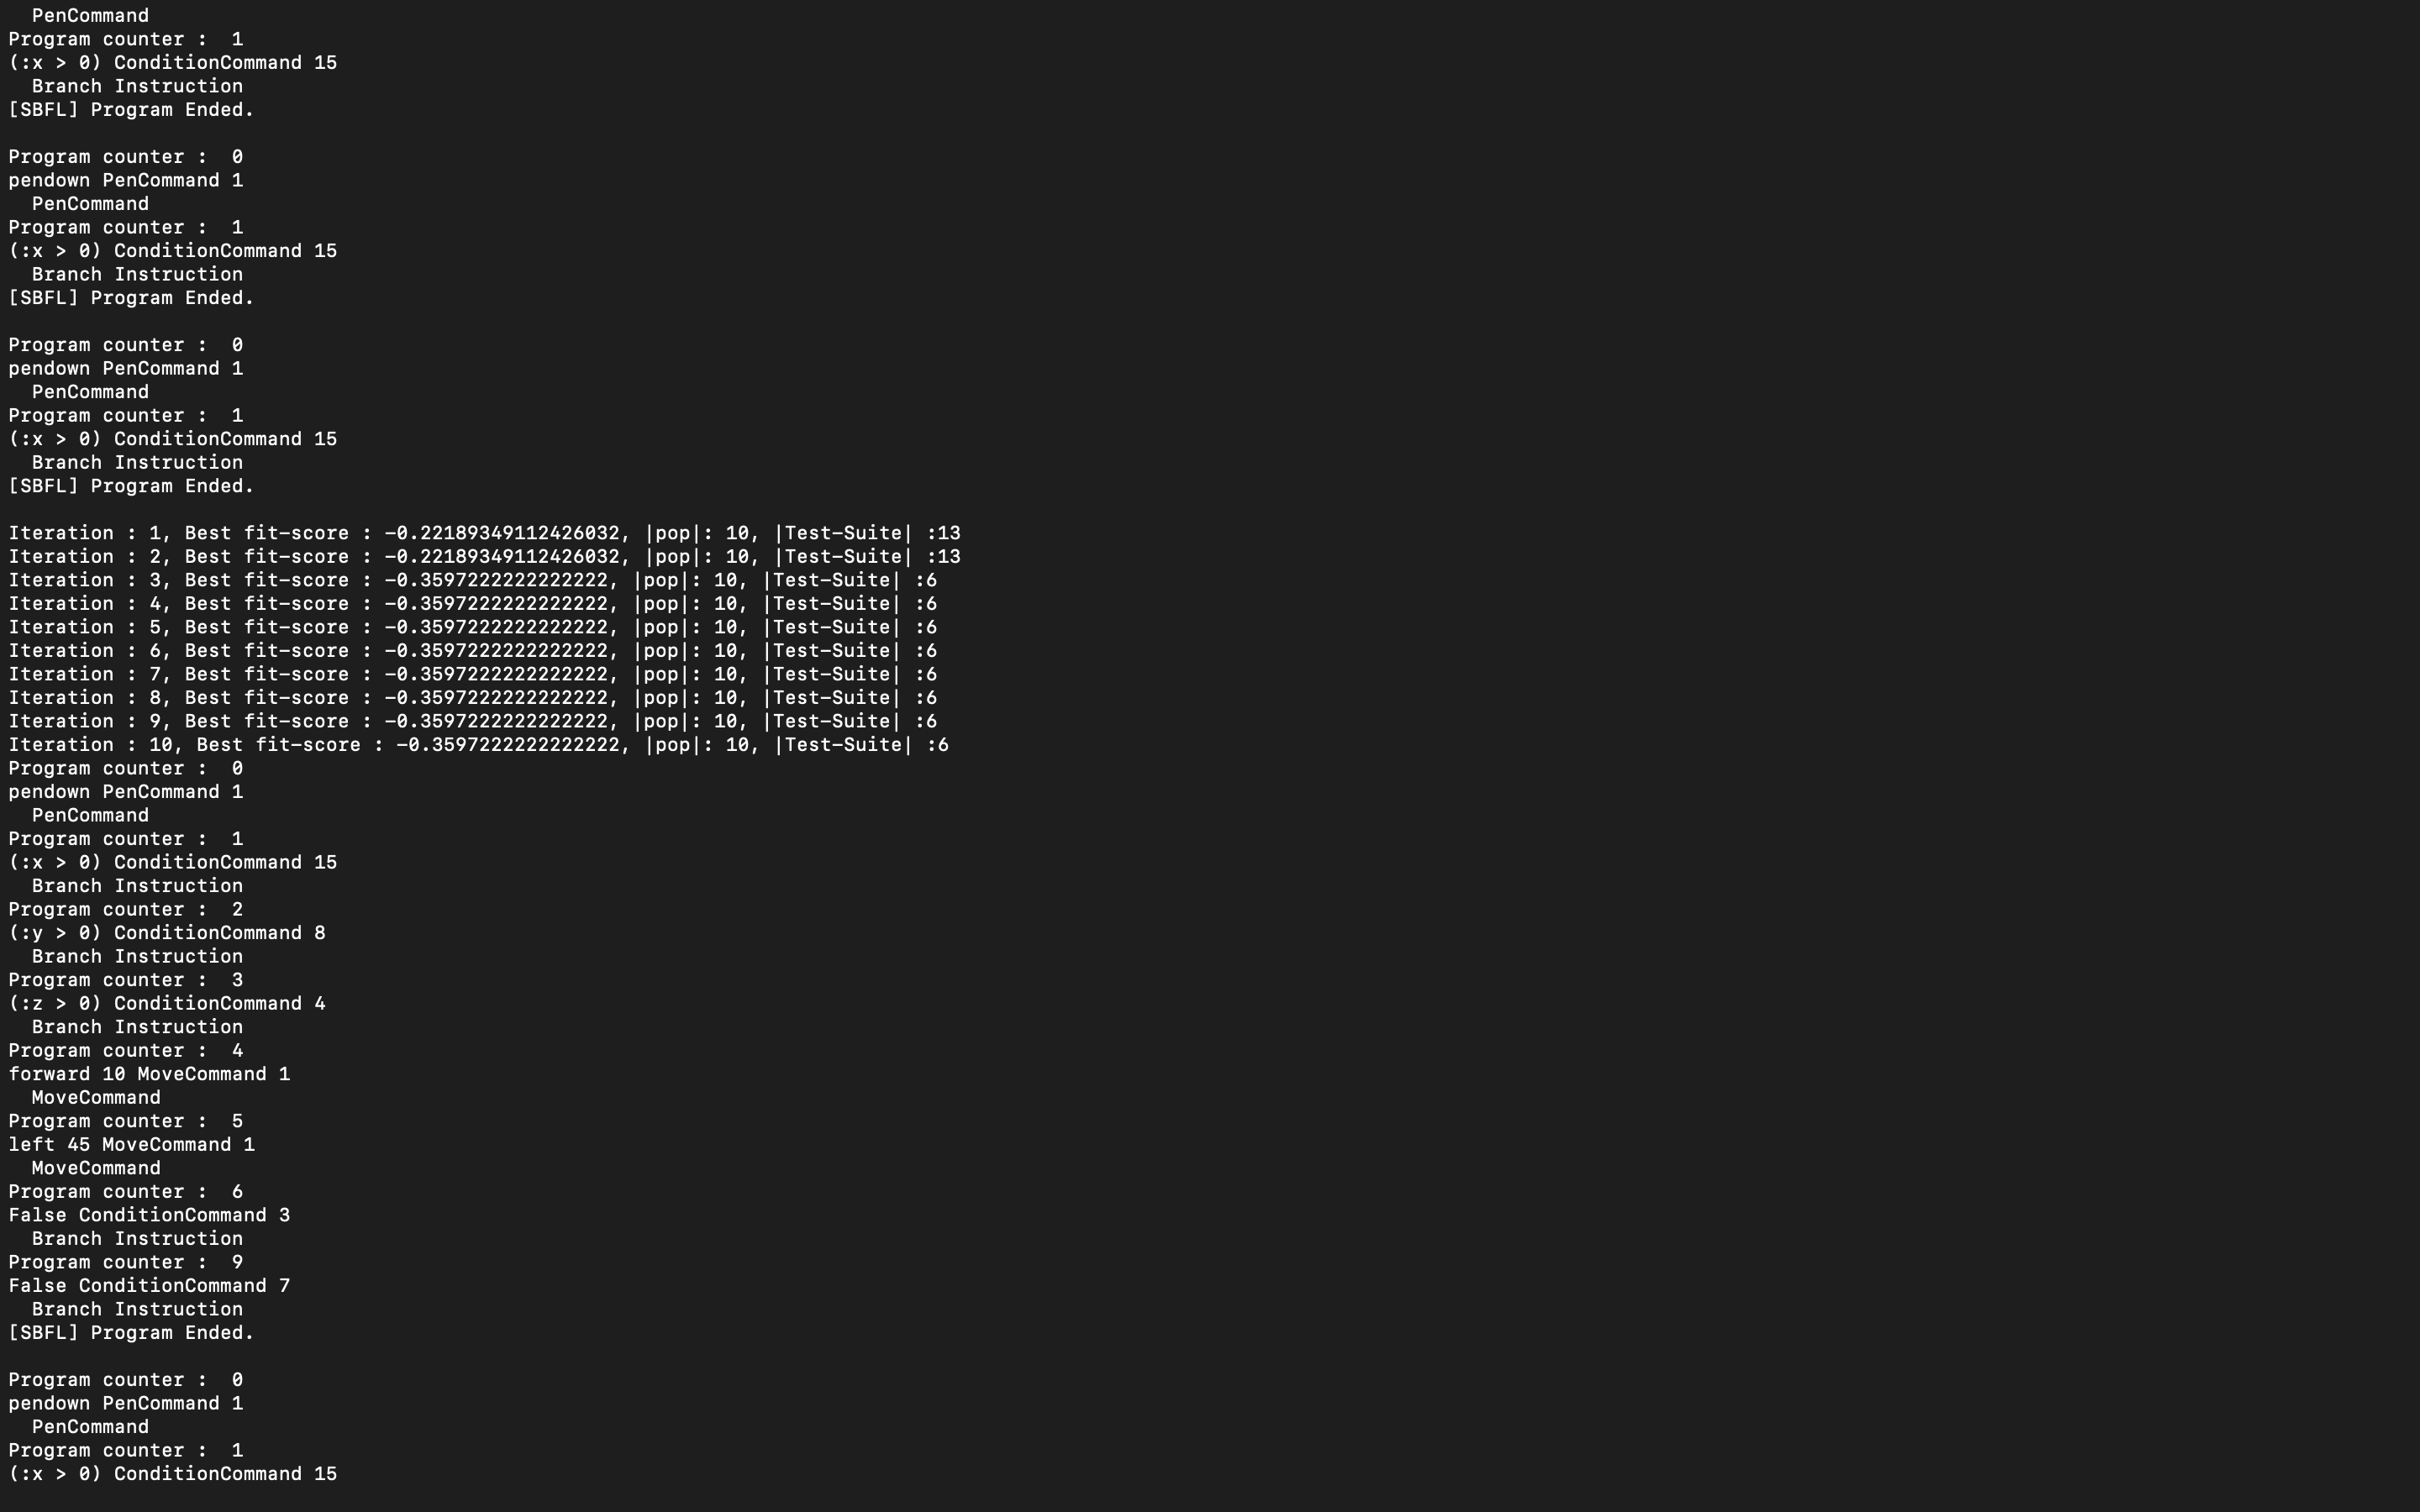 PenCommand
Program counter :  1
(:x > 0) ConditionCommand 15
  Branch Instruction
[SBFL] Program Ended.

Program counter :  0
pendown PenCommand 1
  PenCommand
Program counter :  1
(:x > 0) ConditionCommand 15
  Branch Instruction
[SBFL] Program Ended.

Program counter :  0
pendown PenCommand 1
  PenCommand
Program counter :  1
(:x > 0) ConditionCommand 15
  Branch Instruction
[SBFL] Program Ended.

Iteration : 1, Best fit-score : -0.22189349112426032, |pop|: 10, |Test-Suite| :13
Iteration : 2, Best fit-score : -0.22189349112426032, |pop|: 10, |Test-Suite| :13
Iteration : 3, Best fit-score : -0.3597222222222222, |pop|: 10, |Test-Suite| :6
Iteration : 4, Best fit-score : -0.3597222222222222, |pop|: 10, |Test-Suite| :6
Iteration : 5, Best fit-score : -0.3597222222222222, |pop|: 10, |Test-Suite| :6
Iteration : 6, Best fit-score : -0.3597222222222222, |pop|: 10, |Test-Suite| :6
Iteration : 7, Best fit-score : -0.3597222222222222, |pop|: 10, |Test-Suite| :6
Iteration : 8, Best fit-score : -0.3597222222222222, |pop|: 10, |Test-Suite| :6
Iteration : 9, Best fit-score : -0.3597222222222222, |pop|: 10, |Test-Suite| :6
Iteration : 10, Best fit-score : -0.3597222222222222, |pop|: 10, |Test-Suite| :6
Program counter :  0
pendown PenCommand 1
  PenCommand
Program counter :  1
(:x > 0) ConditionCommand 15
  Branch Instruction
Program counter :  2
(:y > 0) ConditionCommand 8
  Branch Instruction
Program counter :  3
(:z > 0) ConditionCommand 4
  Branch Instruction
Program counter :  4
forward 10 MoveCommand 1
  MoveCommand
Program counter :  5
left 45 MoveCommand 1
  MoveCommand
Program counter :  6
False ConditionCommand 3
  Branch Instruction
Program counter :  9
False ConditionCommand 7
  Branch Instruction
[SBFL] Program Ended.

Program counter :  0
pendown PenCommand 1
  PenCommand
Program counter :  1
(:x > 0) ConditionCommand 15